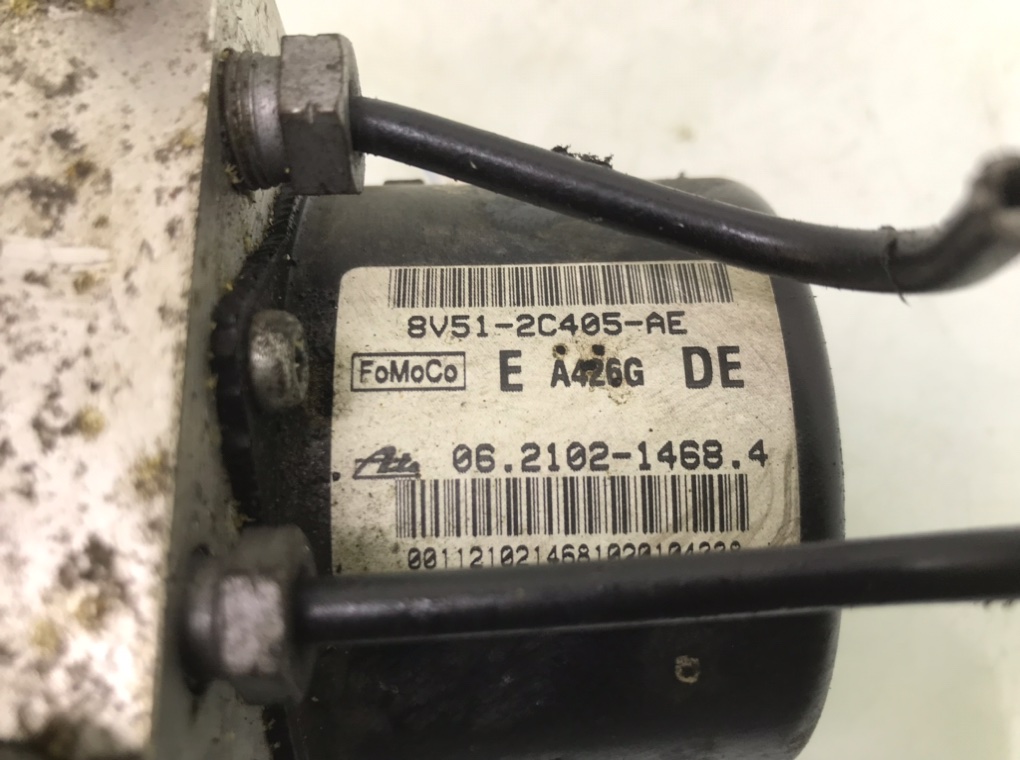 8V51-2C405-AE
FoMoCo E A426G DE
Ate 06.2102-1468.4